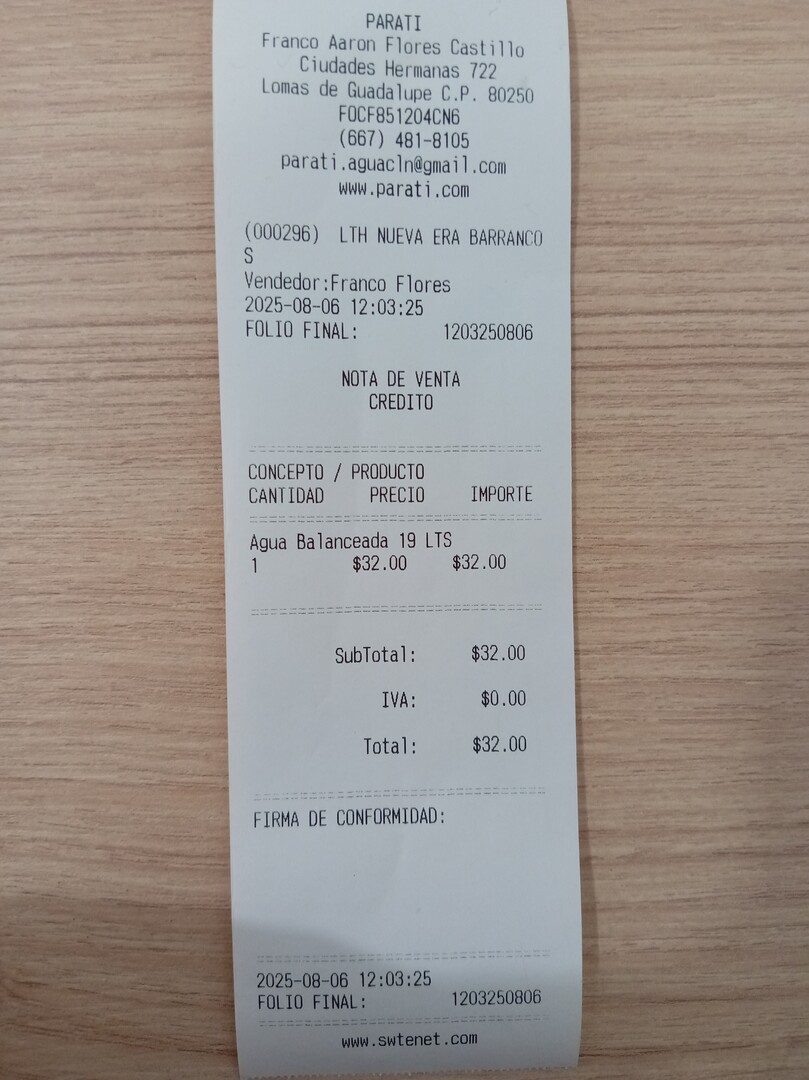 PARATI
Franco Aaron Flores Castillo
Ciudades Hermanas 722
Lomas de Guadalupe C.P. 80250
FOCF851204CN6
(667) 481-8105
parati.aguacln@gmail.com
www.parati.com
(000296) LTH NUEVA ERA BARRANCO
S
Vendedor:Franco Flores
2025-08-06 12:03:25
FOLIO FINAL: 1203250806
NOTA DE VENTA
CREDITO
CONCEPTO / PRODUCTO
CANTIDAD PRECIO IMPORTE
Agua Balanceada 19 LTS
1 $32.00 $32.00
SubTotal: $32.00
IVA: $0.00
Total: $32.00
FIRMA DE CONFORMIDAD:
2025-08-06 12:03:25
FOLIO FINAL: 1203250806
www.swtenet.com